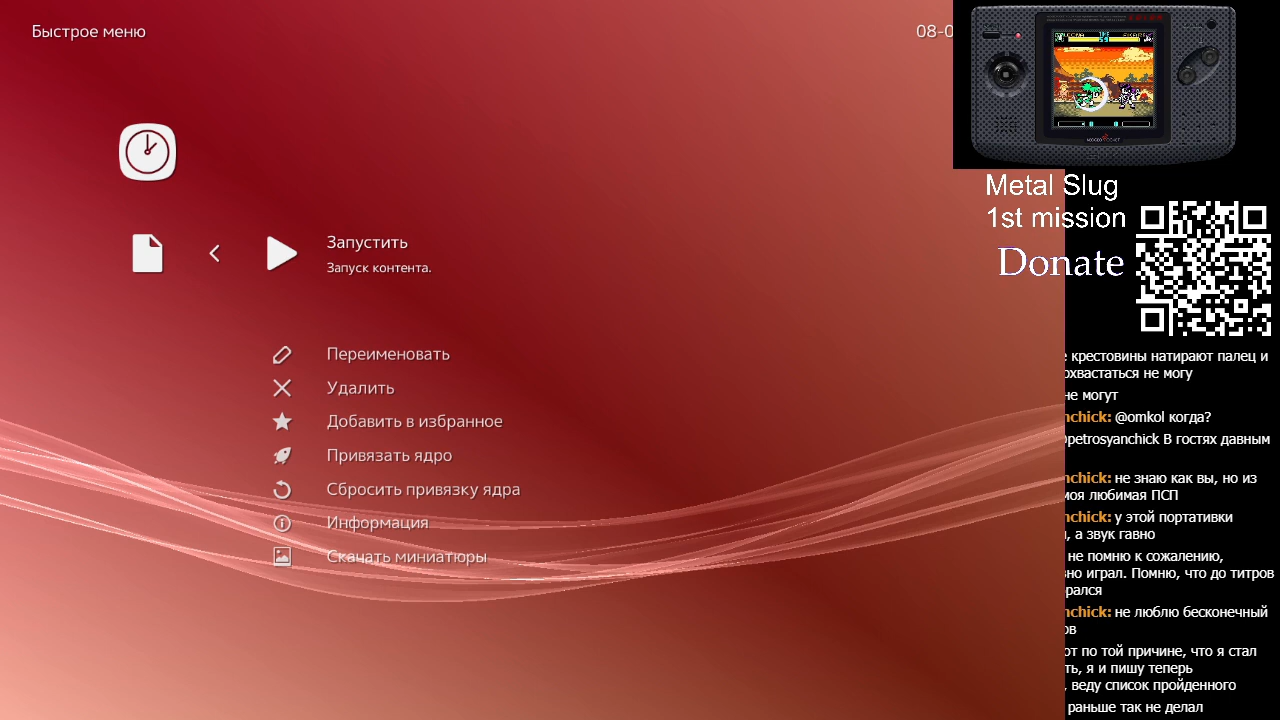 Быстрое меню
08-0
Запустить
Запуск контента.
Переименовать
Удалить
Добавить в избранное
Привязать ядро
Сбросить привязку ядра
Информация
Скачать миниатюры
Metal Slug
1st mission
Donate
е крестовины натирают палец и
охвастаться не могу
не могут
nchick: @omkol когда?
petrosyanchick В гостях давным
nchick: не знаю как вы, но из
моя любимая ПСП
nchick: у этой портативки
, а звук гавно
не помню к сожалению,
вно играл. Помню, что до титров
рался
nchick: не люблю бесконечный
ов
от по той причине, что я стал
ть, я и пишу теперь
, веду список пройденного
раньше так не делал